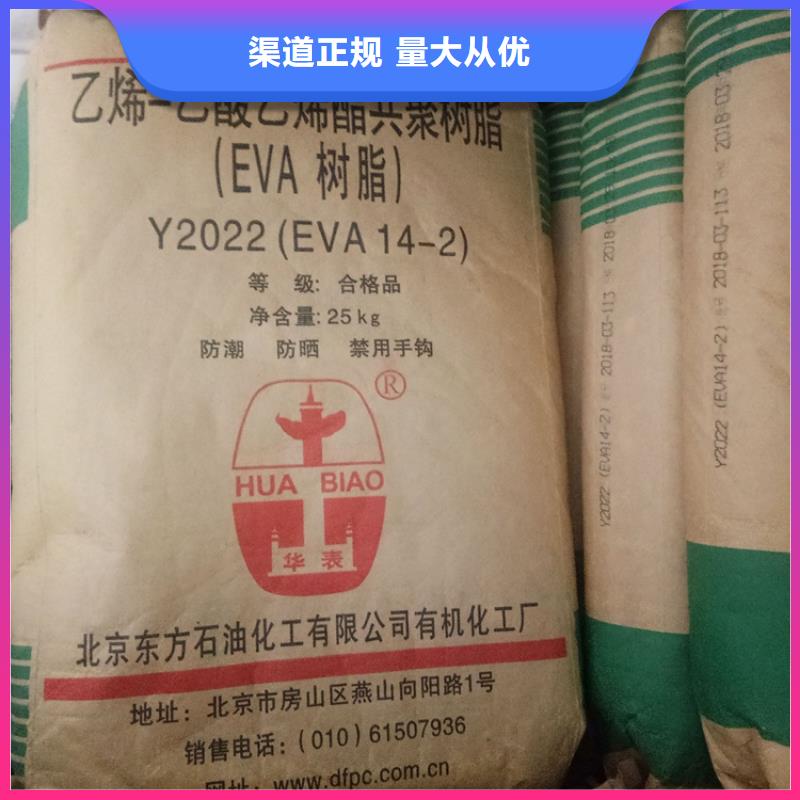 渠道正规 量大从优
乙烯-乙酸乙烯酯共聚树脂
(EVA 树脂)
Y2022 (EVA 14-2)
等 级: 合格品
净含量: 25kg
防潮 防晒 禁用手钩
®
HUA BIAO
华表
北京东方石油化工有限公司有机化工厂
地址: 北京市房山区燕山向阳路1号
销售电话: (010) 61507936
网址: www.dfpc.com.cn
Y2022 (EVA14-2) 2018-03-113
Y2022 (EVA14-2) 2018-03-113